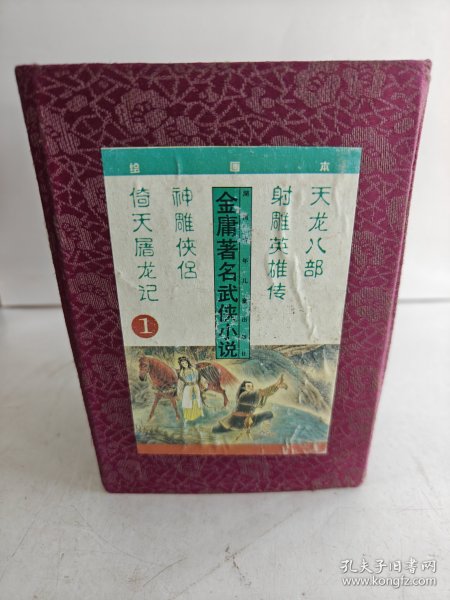 绘画本
天龙八部
射雕英雄传
金庸著名武侠小说
神雕侠侣
倚天屠龙记
1
孔夫子旧书网
www.kongfz.com